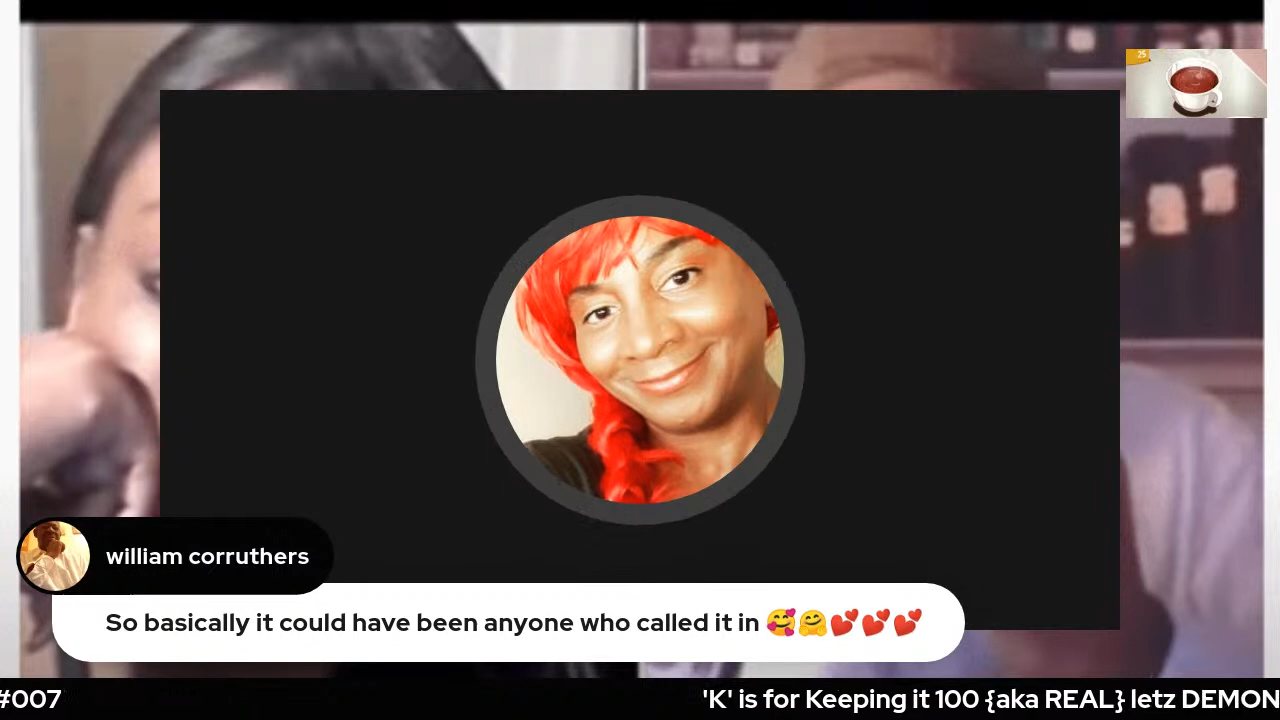 25
william corruthers
So basically it could have been anyone who called it in 🥰🤗💕💕💕
#007 'K' is for Keeping it 100 {aka REAL} letz DEMON